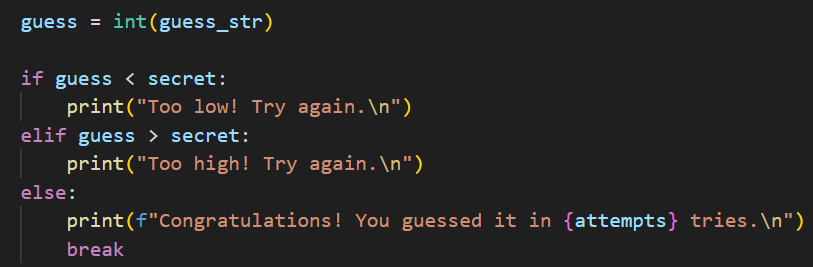 guess = int(guess_str)

if guess < secret:
    print("Too low! Try again.\n")
elif guess > secret:
    print("Too high! Try again.\n")
else:
    print(f"Congratulations! You guessed it in {attempts} tries.\n")
    break